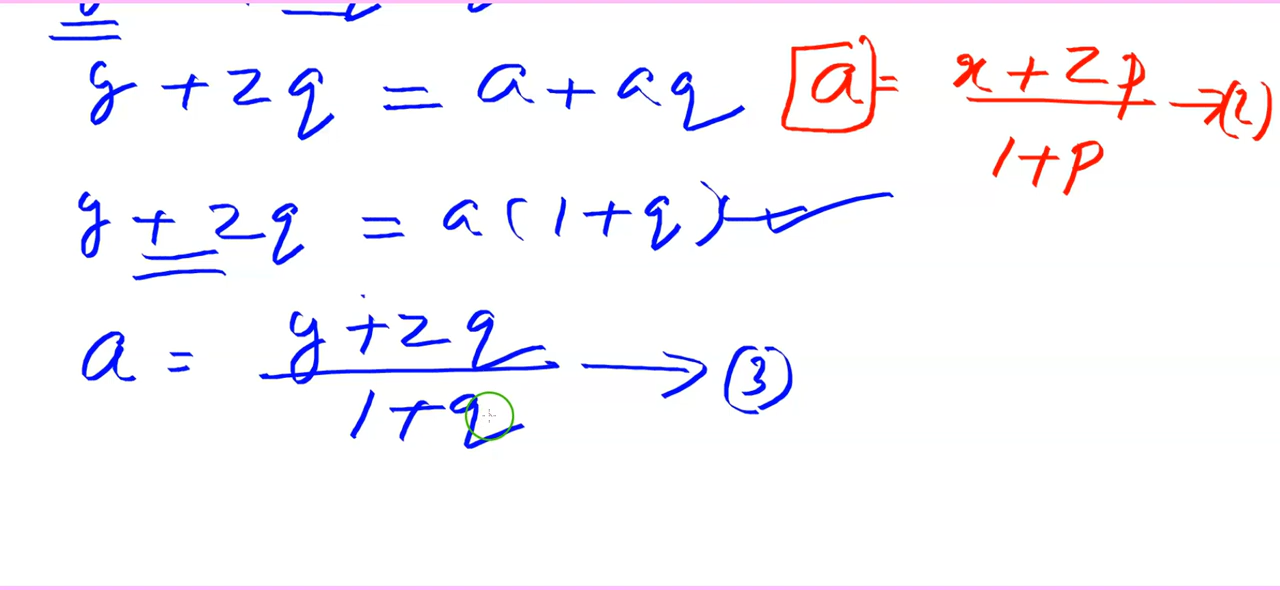 y + zq = a + aq
a = x + zp / 1 + p → (2)
y + zq = a(1 + q)
a = y + zq / 1 + q → (3)